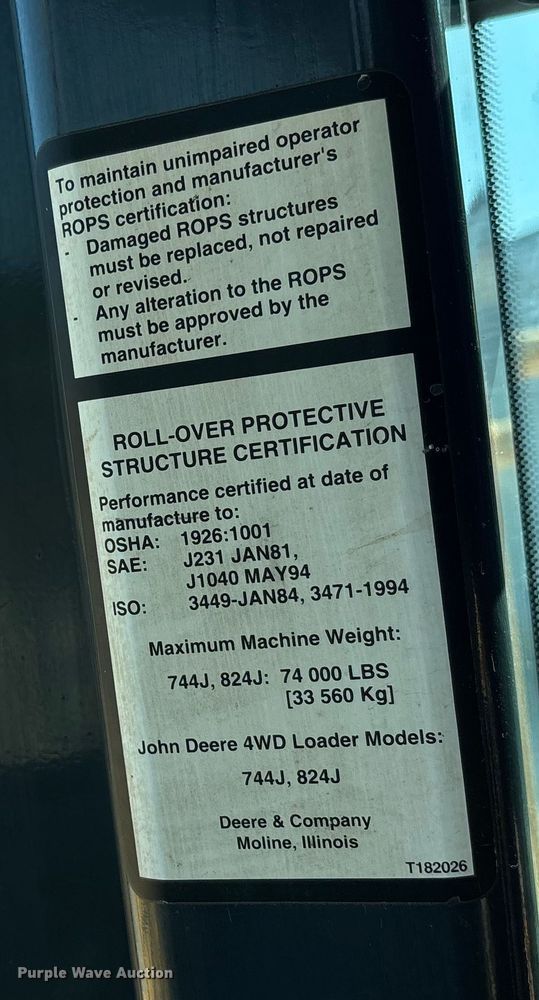 To maintain unimpaired operator
protection and manufacturer's
ROPS certification:
- Damaged ROPS structures
must be replaced, not repaired
or revised.
- Any alteration to the ROPS
must be approved by the
manufacturer.
ROLL-OVER PROTECTIVE
STRUCTURE CERTIFICATION
Performance certified at date of
manufacture to:
OSHA: 1926:1001
SAE: J231 JAN81,
J1040 MAY94
ISO: 3449-JAN84, 3471-1994
Maximum Machine Weight:
744J, 824J: 74 000 LBS
[33 560 Kg]
John Deere 4WD Loader Models:
744J, 824J
Deere & Company
Moline, Illinois
T182026
Purple Wave Auction